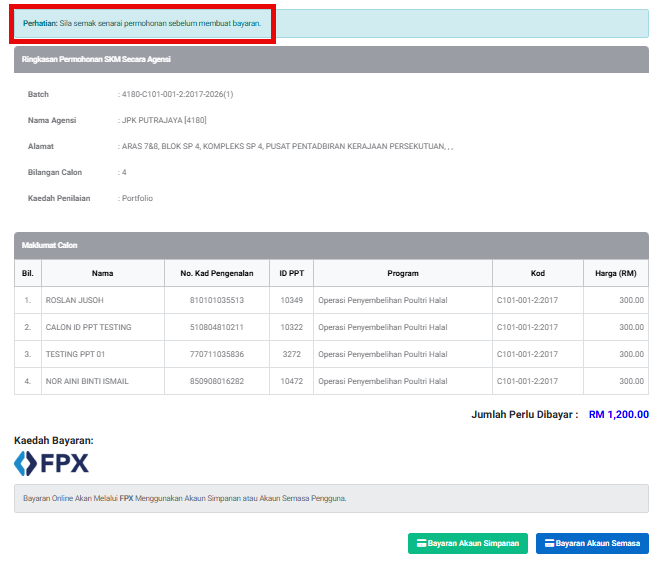 Perhatian: Sila semak senarai permohonan sebelum membuat bayaran.
Ringkasan Permohonan SKM Secara Agensi
Batch : 4180-C101-001-2:2017-2026(1)
Nama Agensi : JPK PUTRAJAYA [4180]
Alamat : ARAS 7&8, BLOK SP 4, KOMPLEKS SP 4, PUSAT PENTADBIRAN KERAJAAN PERSEKUTUAN, , ,
Bilangan Calon : 4
Kaedah Penilaian : Portfolio
Maklumat Calon
Bil. Nama No. Kad Pengenalan ID PPT Program Kod Harga (RM)
1. ROSLAN JUSOH 810101035513 10349 Operasi Penyembelihan Poultri Halal C101-001-2:2017 300.00
2. CALON ID PPT TESTING 510804810211 10322 Operasi Penyembelihan Poultri Halal C101-001-2:2017 300.00
3. TESTING PPT 01 770711035836 3272 Operasi Penyembelihan Poultri Halal C101-001-2:2017 300.00
4. NOR AINI BINTI ISMAIL 850908016282 10472 Operasi Penyembelihan Poultri Halal C101-001-2:2017 300.00
Jumlah Perlu Dibayar : RM 1,200.00
Kaedah Bayaran:
FPX
Bayaran Online Akan Melalui FPX Menggunakan Akaun Simpanan atau Akaun Semasa Pengguna.
Bayaran Akaun Simpanan Bayaran Akaun Semasa